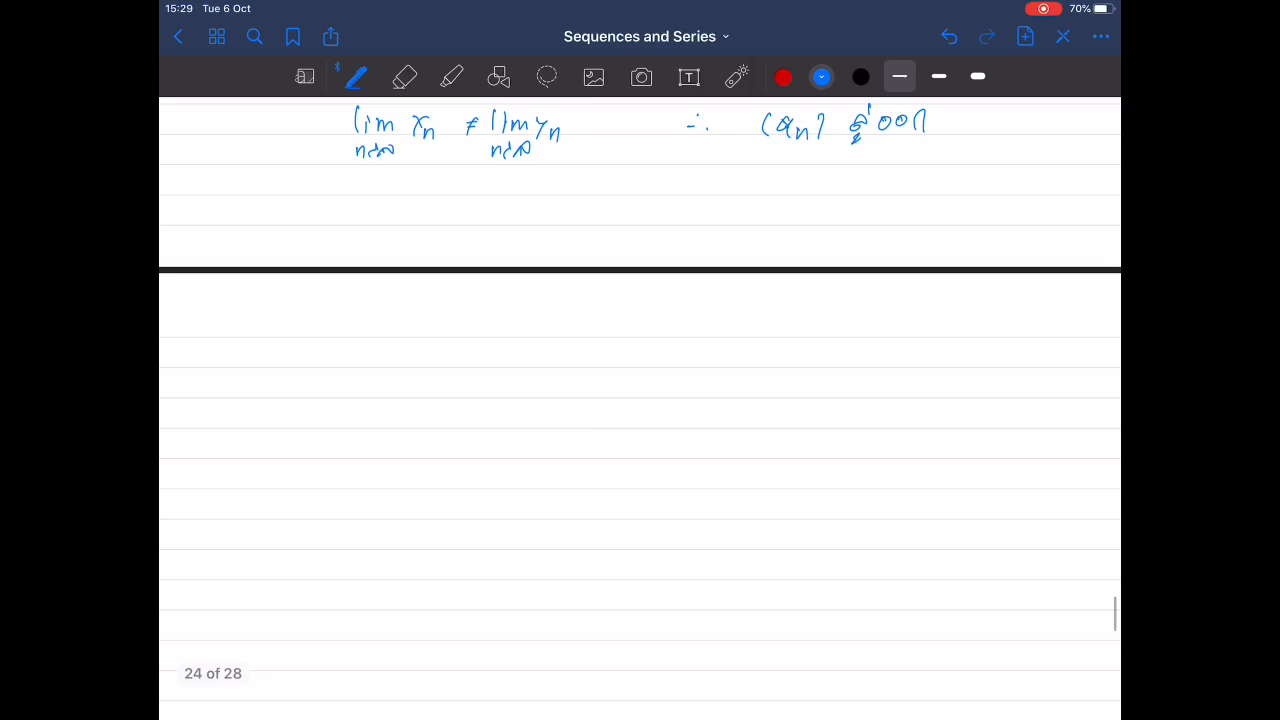 15:29 Tue 6 Oct 70%
Sequences and Series
T
lim xₙ ≠ lim yₙ ∴ (aₙ) ลู่ออก
n→∞ n→∞
24 of 28